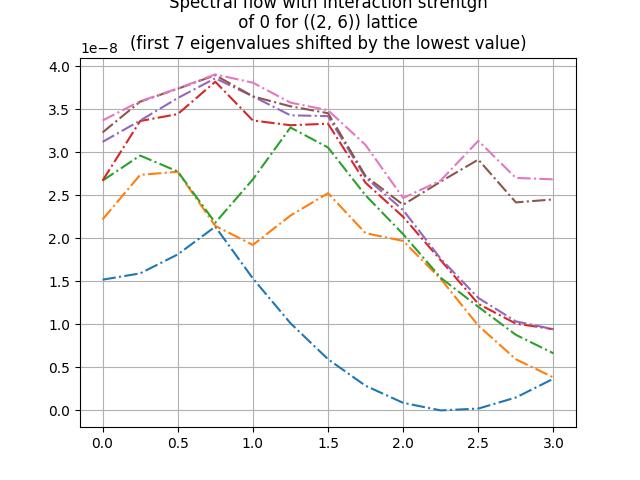 Spectral flow with interaction strentgh
of 0 for ((2, 6)) lattice
(first 7 eigenvalues shifted by the lowest value)
1e−8
4.0
3.5
3.0
2.5
2.0
1.5
1.0
0.5
0.0
0.0 0.5 1.0 1.5 2.0 2.5 3.0